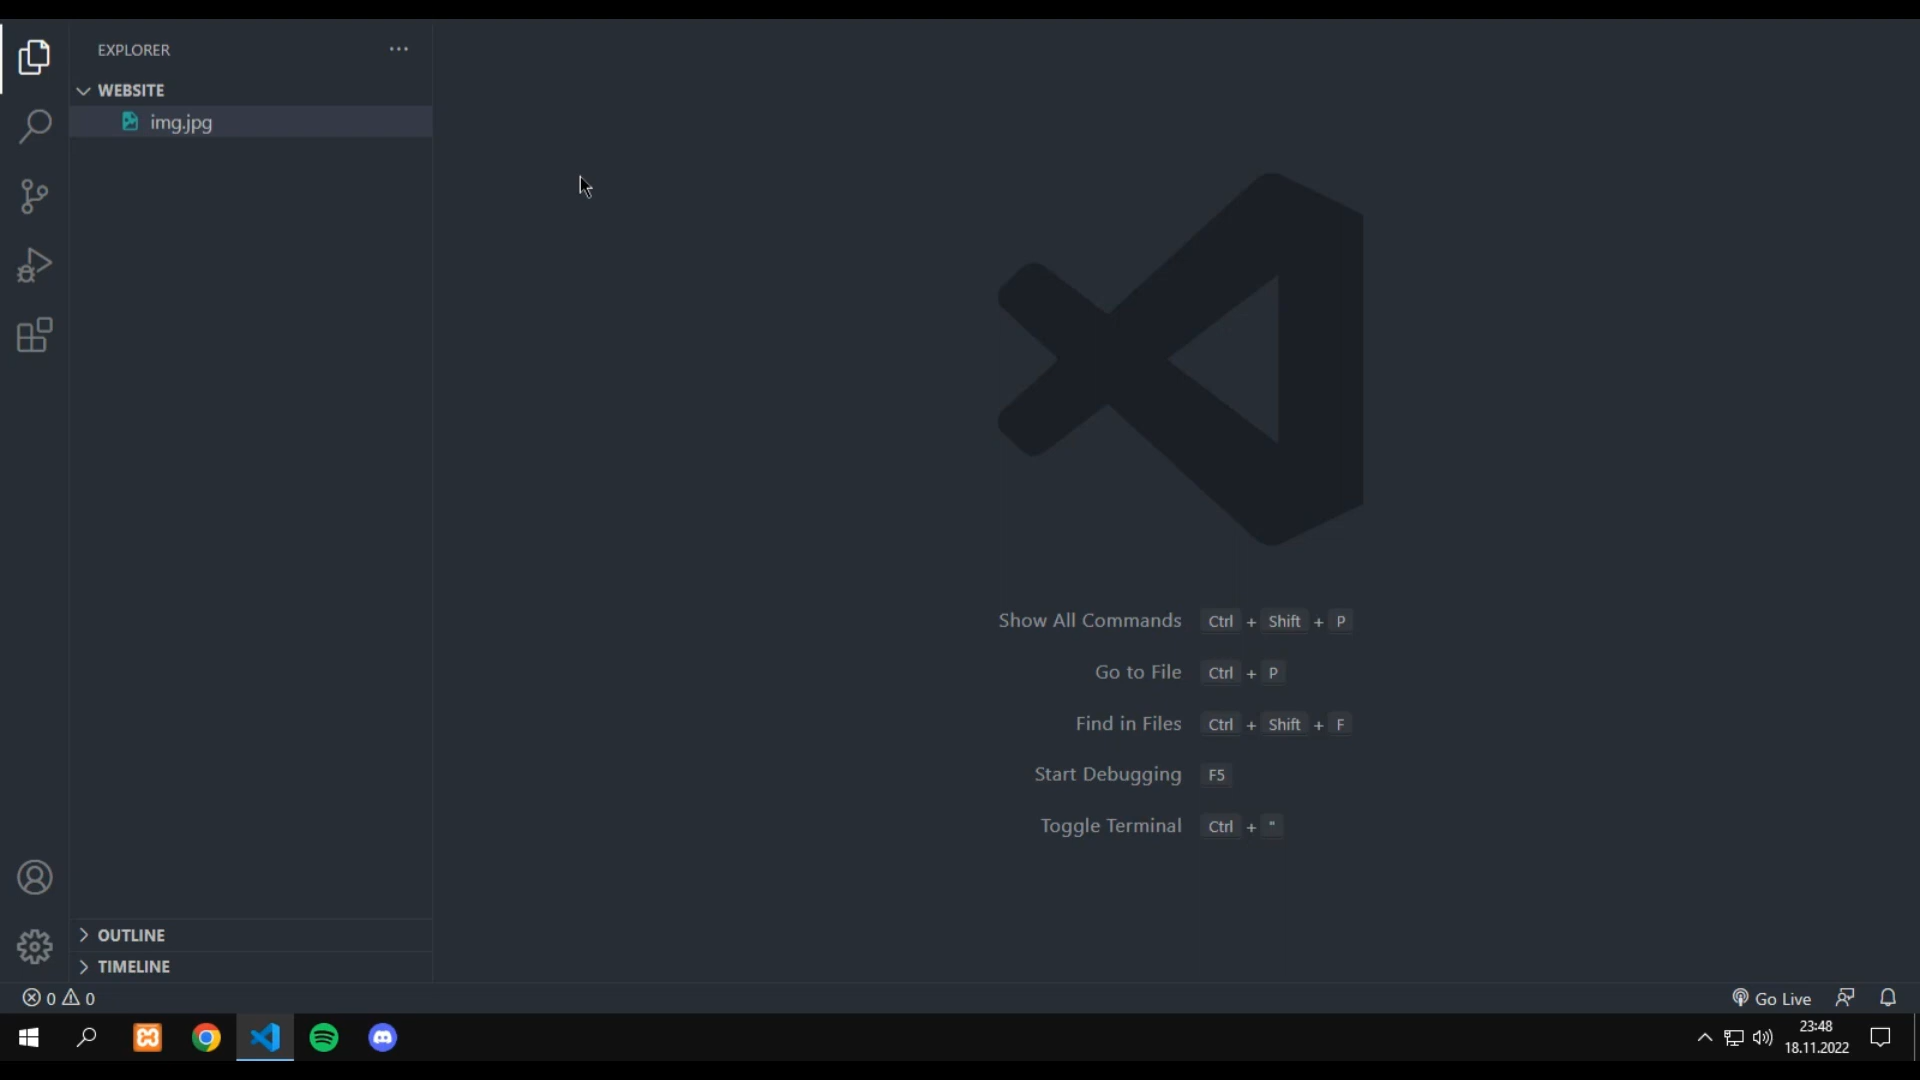 EXPLORER
WEBSITE
img.jpg
Show All Commands Ctrl + Shift + P
Go to File Ctrl + P
Find in Files Ctrl + Shift + F
Start Debugging F5
Toggle Terminal Ctrl + "
OUTLINE
TIMELINE
0 0
Go Live
23:48
18.11.2022